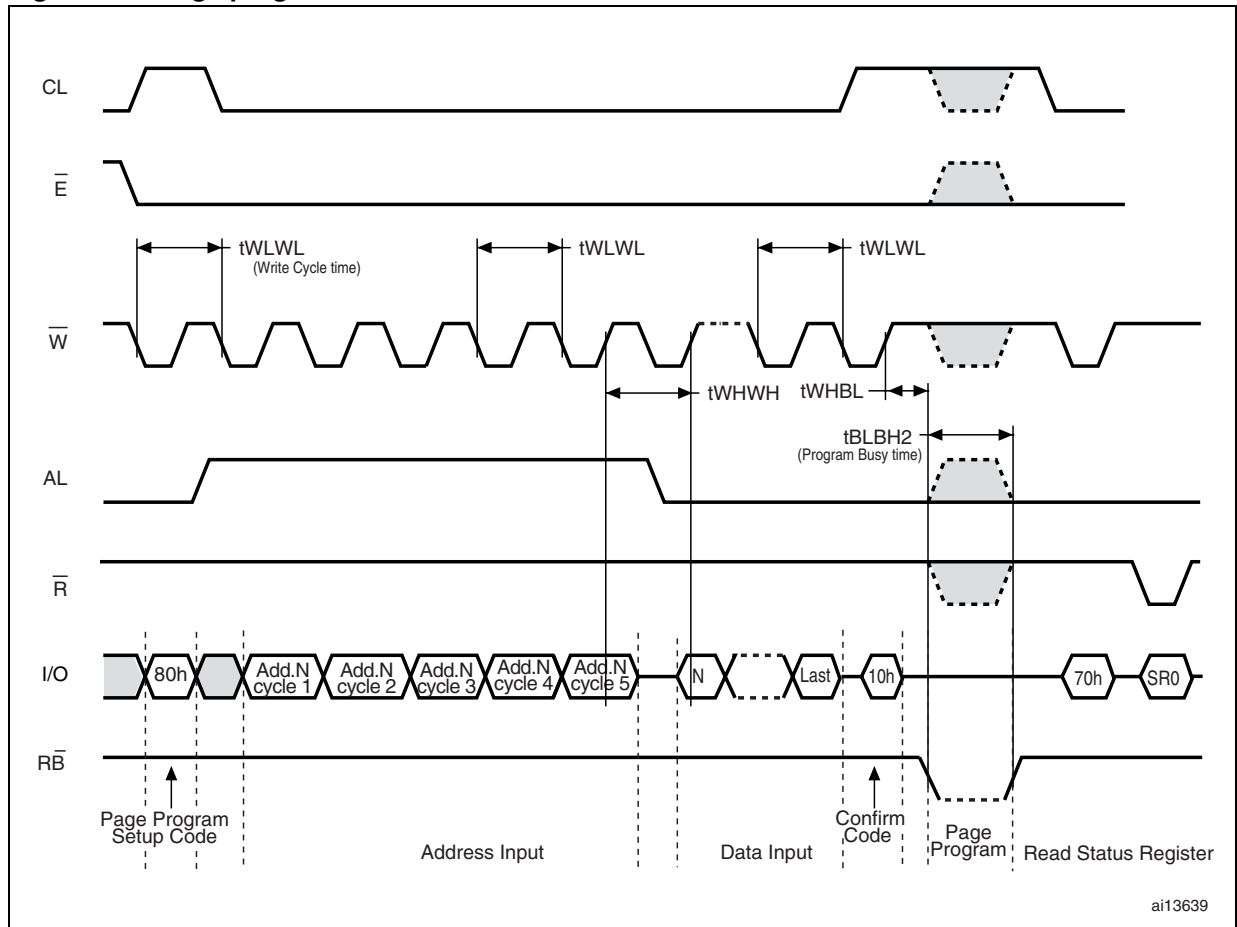 CL
E
tWLWL
(Write Cycle time)
tWLWL
tWLWL
W
tWHWH
tWHBL
tBLBH2
(Program Busy time)
AL
R
I/O
80h
Add.N
cycle 1
Add.N
cycle 2
Add.N
cycle 3
Add.N
cycle 4
Add.N
cycle 5
N
Last
10h
70h
SR0
RB
Page Program
Setup Code
Address Input
Data Input
Confirm
Code
Page
Program
Read Status Register
ai13639